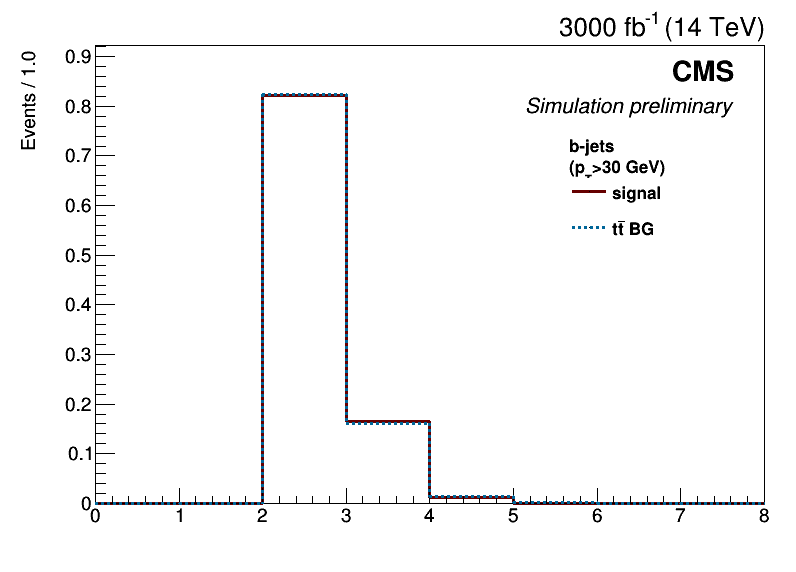 3000 fb⁻¹ (14 TeV)
Events / 1.0
CMS
Simulation preliminary
b-jets
(pT>30 GeV)
signal
tt̄ BG
0.9
0.8
0.7
0.6
0.5
0.4
0.3
0.2
0.1
0
0 1 2 3 4 5 6 7 8